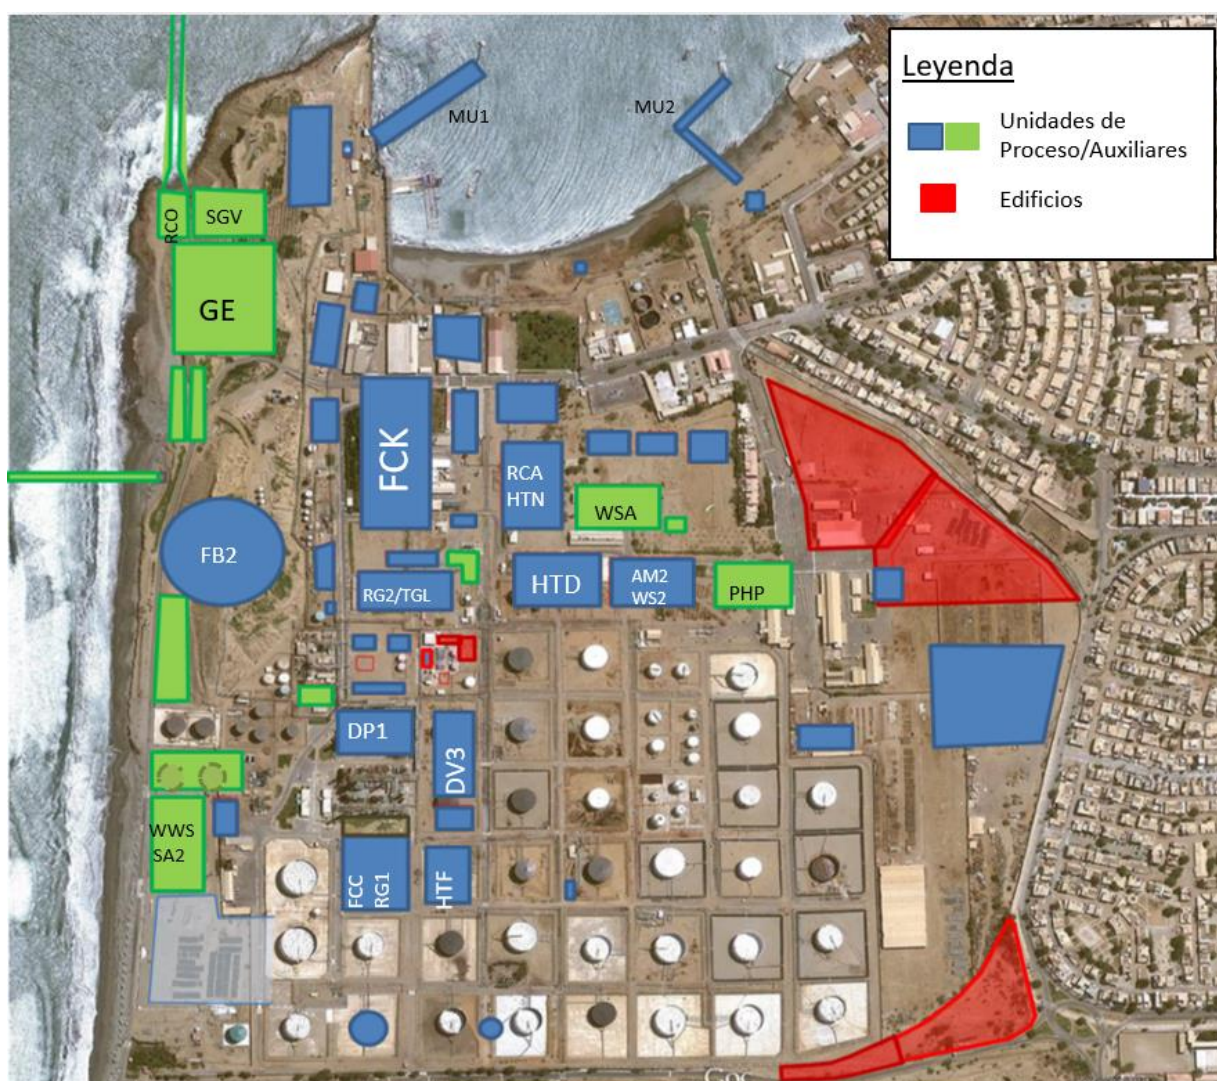 Leyenda
Unidades de
Proceso/Auxiliares
Edificios
MU1
MU2
RCO
SGV
GE
FCK
RCA
HTN
WSA
FB2
RG2/TGL
HTD
AM2
WS2
PHP
DP1
DV3
WWS
SA2
FCC
RG1
HTF